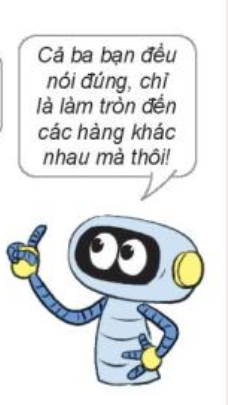 Cả ba bạn đều
nói đúng, chỉ
là làm tròn đến
các hàng khác
nhau mà thôi!